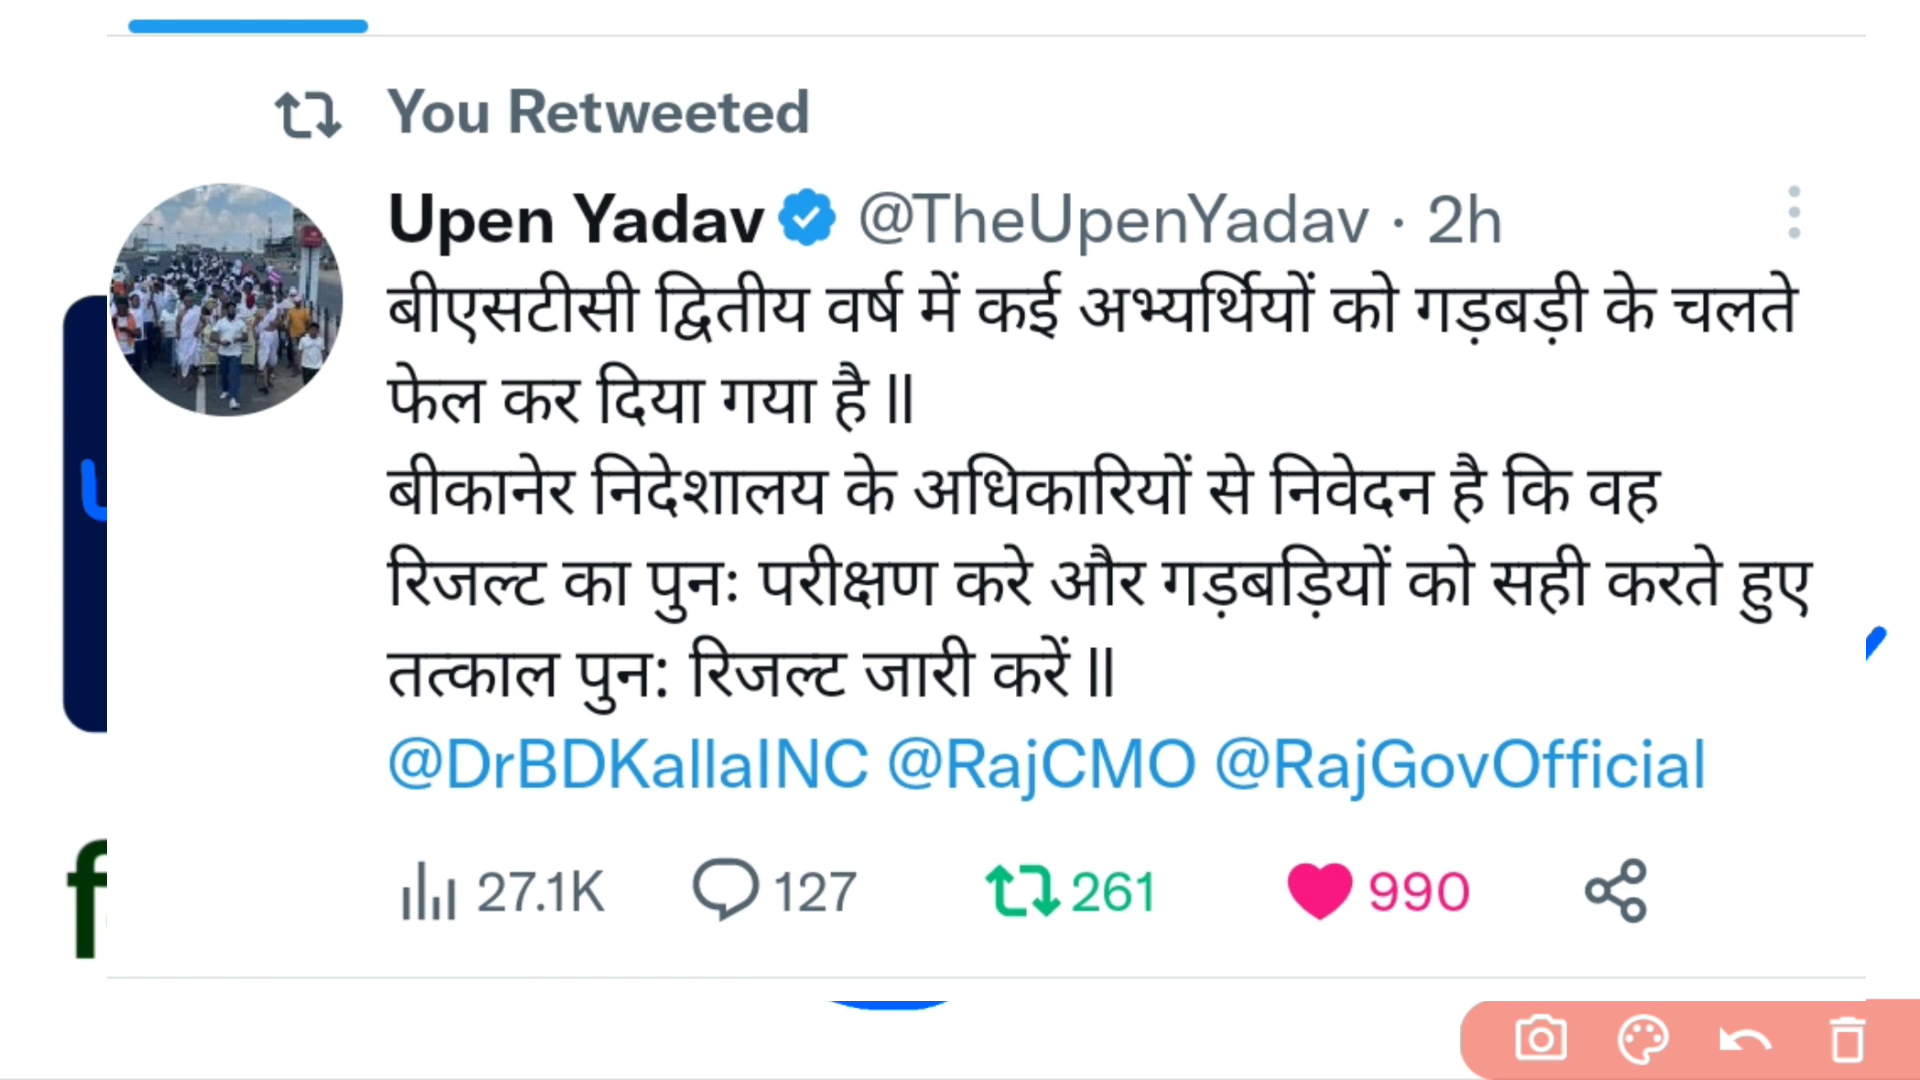 You Retweeted
Upen Yadav @TheUpenYadav · 2h
बीएसटीसी द्वितीय वर्ष में कई अभ्यर्थियों को गड़बड़ी के चलते
फेल कर दिया गया है ll
बीकानेर निदेशालय के अधिकारियों से निवेदन है कि वह
रिजल्ट का पुनः परीक्षण करे और गड़बड़ियों को सही करते हुए
तत्काल पुन: रिजल्ट जारी करें ll
@DrBDKallaINC @RajCMO @RajGovOfficial
27.1K 127 261 990